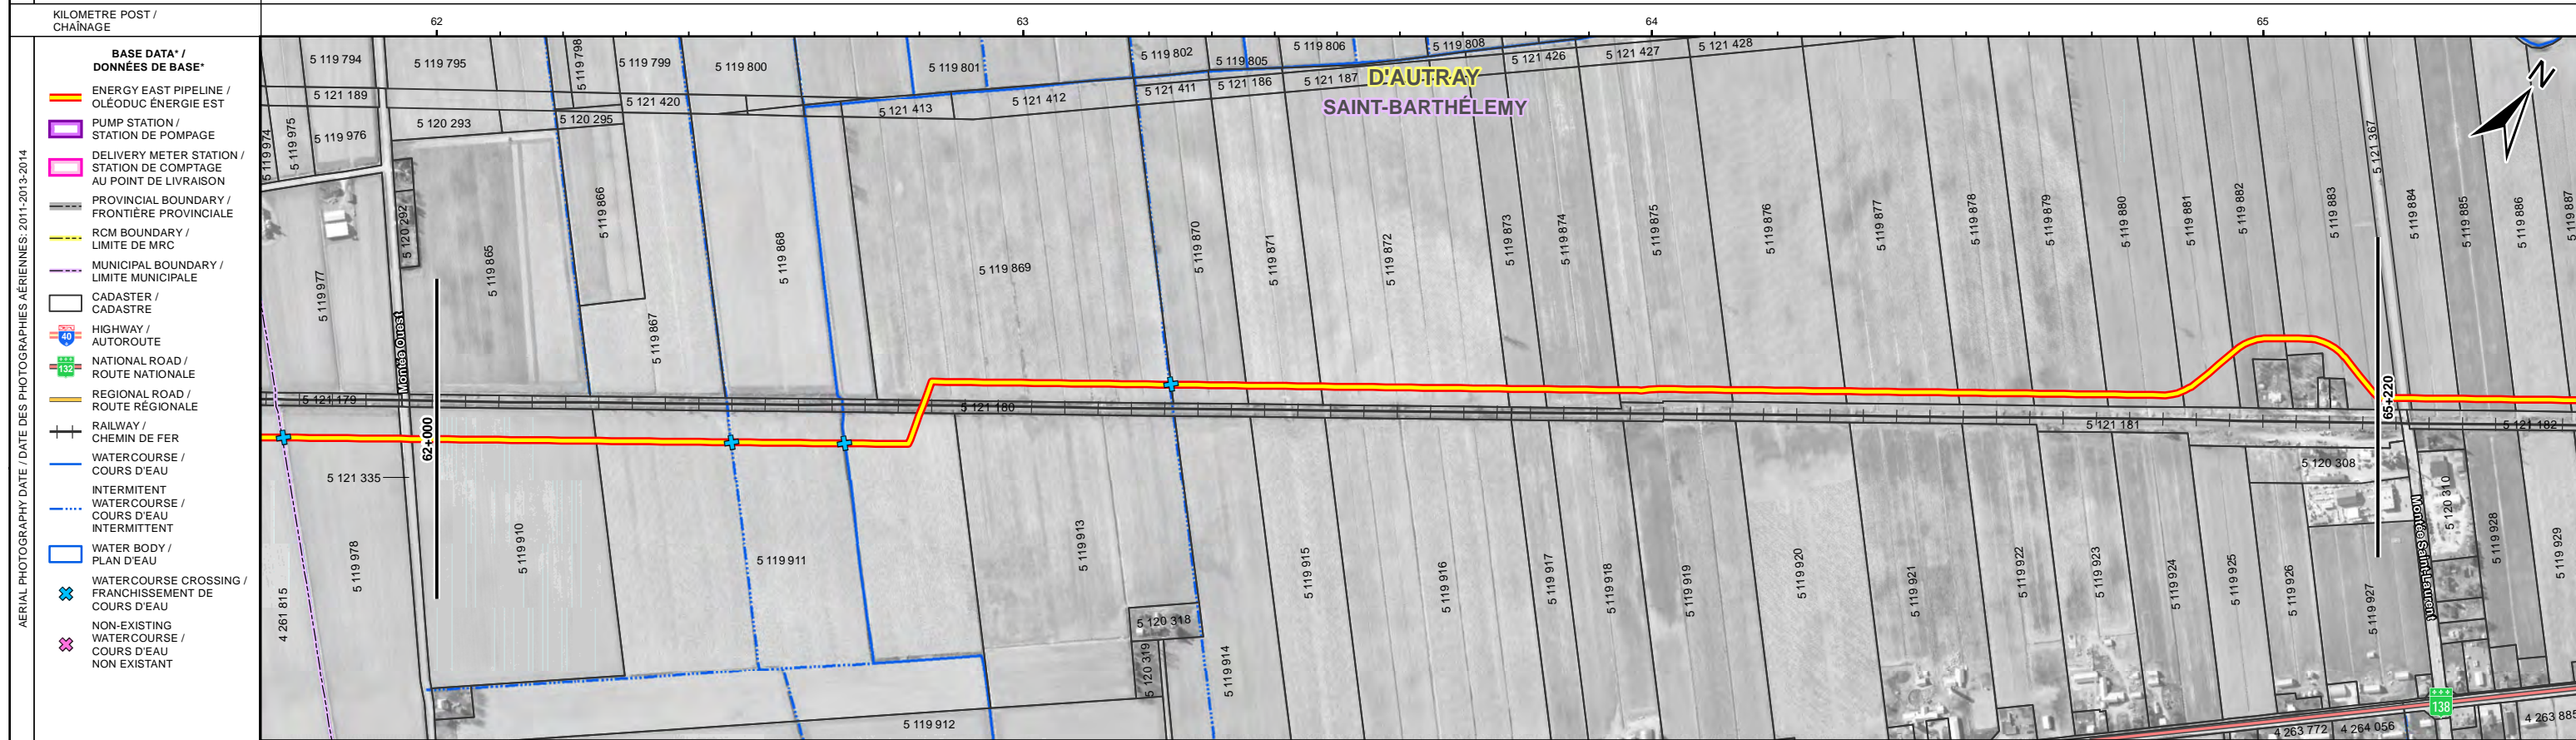 KILOMETRE POST /
CHAÎNAGE
62
63
64
65
AERIAL PHOTOGRAPHY DATE / DATE DES PHOTOGRAPHIES AÉRIENNES: 2011-2013-2014
BASE DATA* /
DONNÉES DE BASE*
ENERGY EAST PIPELINE /
OLÉODUC ÉNERGIE EST
PUMP STATION /
STATION DE POMPAGE
DELIVERY METER STATION /
STATION DE COMPTAGE
AU POINT DE LIVRAISON
PROVINCIAL BOUNDARY /
FRONTIÈRE PROVINCIALE
RCM BOUNDARY /
LIMITE DE MRC
MUNICIPAL BOUNDARY /
LIMITE MUNICIPALE
CADASTER /
CADASTRE
40
HIGHWAY /
AUTOROUTE
132
NATIONAL ROAD /
ROUTE NATIONALE
REGIONAL ROAD /
ROUTE RÉGIONALE
RAILWAY /
CHEMIN DE FER
WATERCOURSE /
COURS D'EAU
INTERMITENT
WATERCOURSE /
COURS D'EAU
INTERMITTENT
WATER BODY /
PLAN D'EAU
WATERCOURSE CROSSING /
FRANCHISSEMENT DE
COURS D'EAU
NON-EXISTING
WATERCOURSE /
COURS D'EAU
NON EXISTANT
5 119 794
5 119 795
5 119 798
5 119 799
5 119 800
5 119 801
5 119 802
5 119 805
5 119 806
5 119 808
5 121 426
5 121 427
5 121 428
5 121 189
5 121 420
5 121 413
5 121 412
5 121 411
5 121 186
5 121 187
D'AUTRAY
SAINT-BARTHÉLEMY
N
5 119 974
5 119 975
5 119 976
5 120 293
5 120 295
5 121 367
5 119 977
5 120 292
5 119 865
5 119 866
5 119 867
5 119 868
5 119 869
5 119 870
5 119 871
5 119 872
5 119 873
5 119 874
5 119 875
5 119 876
5 119 877
5 119 878
5 119 879
5 119 880
5 119 881
5 119 882
5 119 883
5 119 884
5 119 885
5 119 886
5 119 887
Montée Ouest
5 121 179
5 121 180
5 121 181
5 121 182
62+000
65+220
5 121 335
5 120 308
5 120 310
4 261 815
5 119 978
5 119 910
5 119 911
5 119 913
5 119 915
5 119 916
5 119 917
5 119 918
5 119 919
5 119 920
5 119 921
5 119 922
5 119 923
5 119 924
5 119 925
5 119 926
5 119 927
Montée Saint-Laurent
5 119 928
5 119 929
5 120 318
5 120 319
5 119 914
5 119 912
138
4 263 772
4 264 056
4 263 885